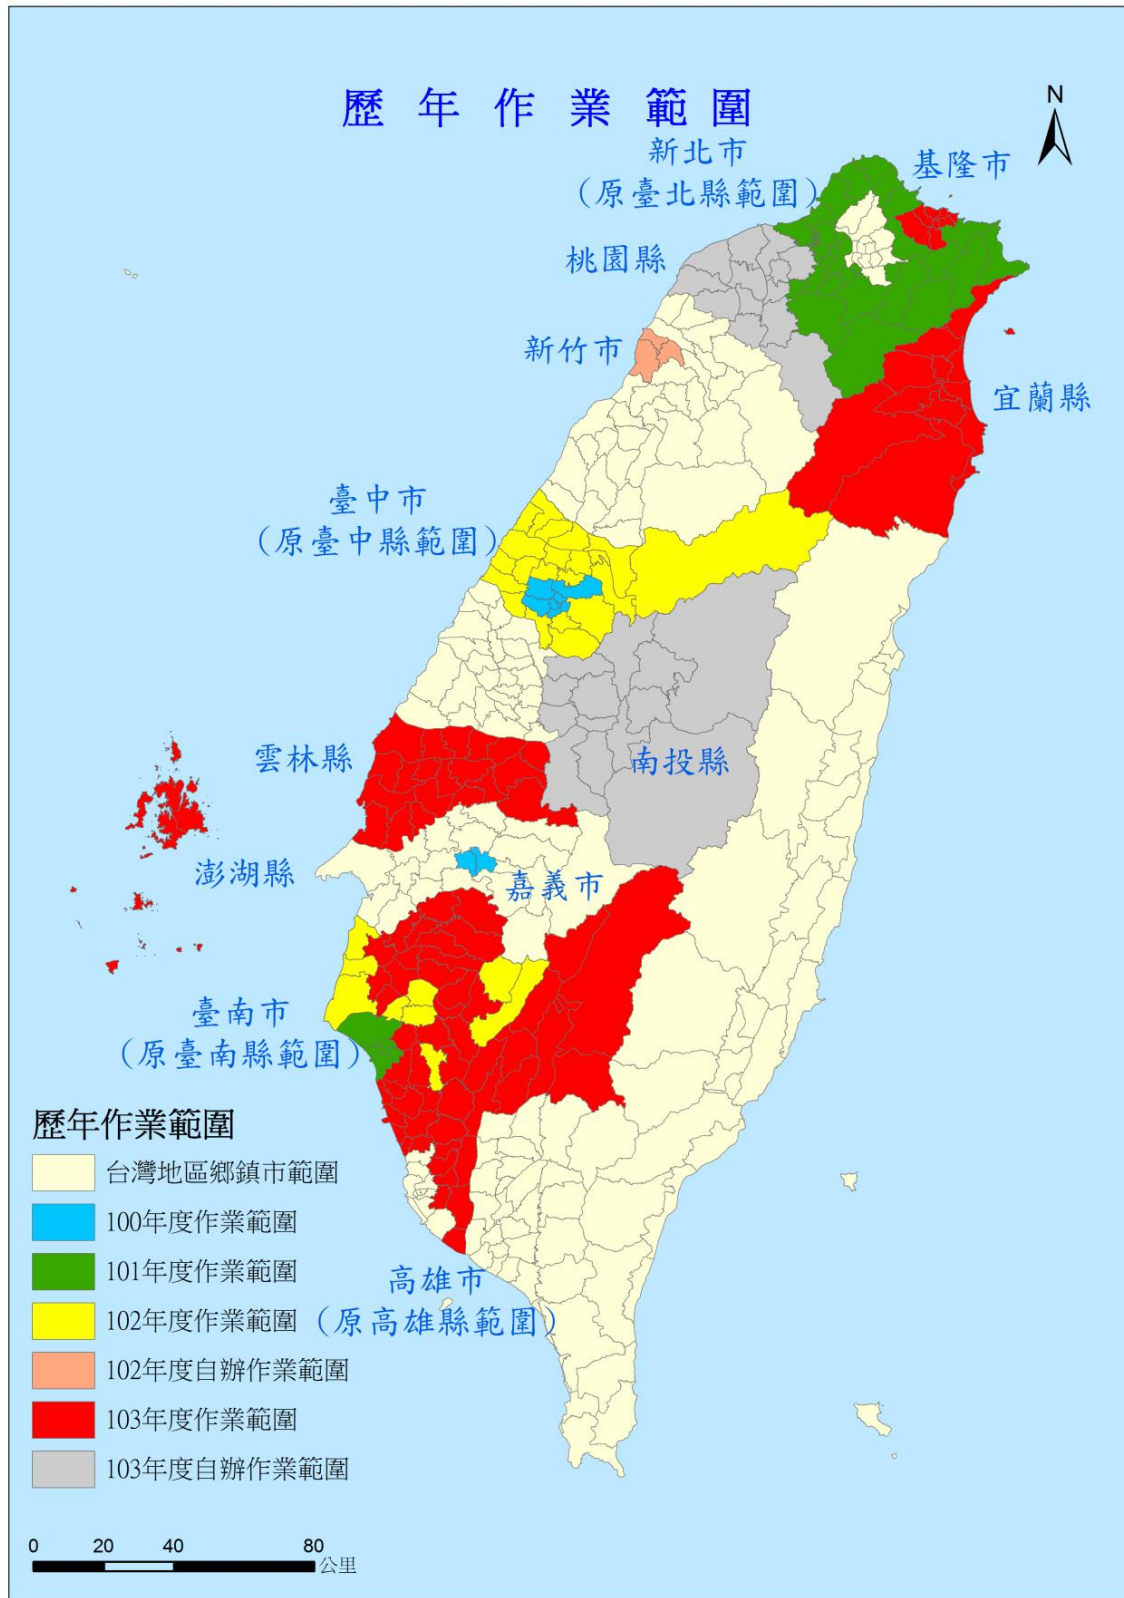 歷年作業範圍
N
新北市
(原臺北縣範圍)
基隆市
桃園縣
新竹市
宜蘭縣
臺中市
(原臺中縣範圍)
雲林縣
南投縣
澎湖縣
嘉義市
臺南市
(原臺南縣範圍)
高雄市
(原高雄縣範圍)
歷年作業範圍
台灣地區鄉鎮市範圍
100年度作業範圍
101年度作業範圍
102年度作業範圍
102年度自辦作業範圍
103年度作業範圍
103年度自辦作業範圍
0 20 40 80
公里